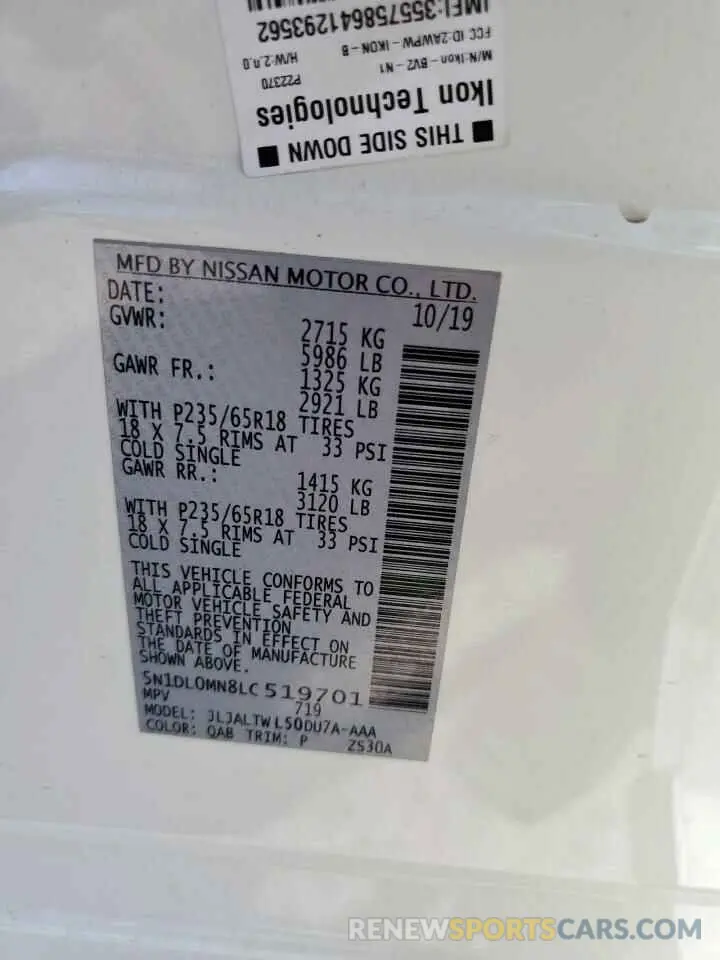 IMEI:355758641293562
FCC ID:2AWPW-IKON-B H/W:2.0.0
M/N:Ikon-BVZ-N1 P22370
Ikon Technologies
THIS SIDE DOWN
MFD BY NISSAN MOTOR CO., LTD.
DATE: 10/19
GVWR: 2715 KG
5986 LB
GAWR FR.: 1325 KG
2921 LB
WITH P235/65R18 TIRES
18 X 7.5 RIMS AT 33 PSI
COLD SINGLE
GAWR RR.: 1415 KG
3120 LB
WITH P235/65R18 TIRES
18 X 7.5 RIMS AT 33 PSI
COLD SINGLE
THIS VEHICLE CONFORMS TO
ALL APPLICABLE FEDERAL
MOTOR VEHICLE SAFETY AND
THEFT PREVENTION
STANDARDS IN EFFECT ON
THE DATE OF MANUFACTURE
SHOWN ABOVE.
5N1DL0MN8LC519701
MPV 719
MODEL: JLJALTWL50DU7A-AAA
COLOR: QAB TRIM: P ZS30A
RENEWSPORTSCARS.COM